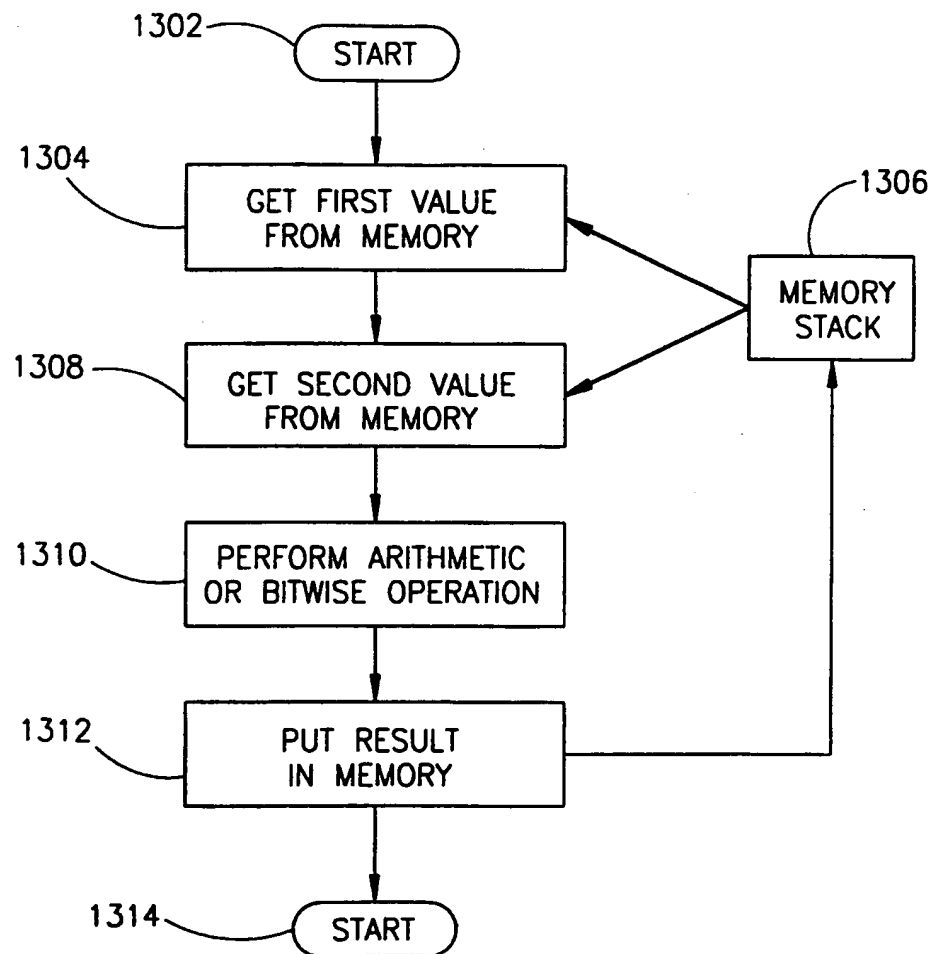 1302
START
1304
GET FIRST VALUE
FROM MEMORY
1306
MEMORY
STACK
1308
GET SECOND VALUE
FROM MEMORY
1310
PERFORM ARITHMETIC
OR BITWISE OPERATION
1312
PUT RESULT
IN MEMORY
1314
START